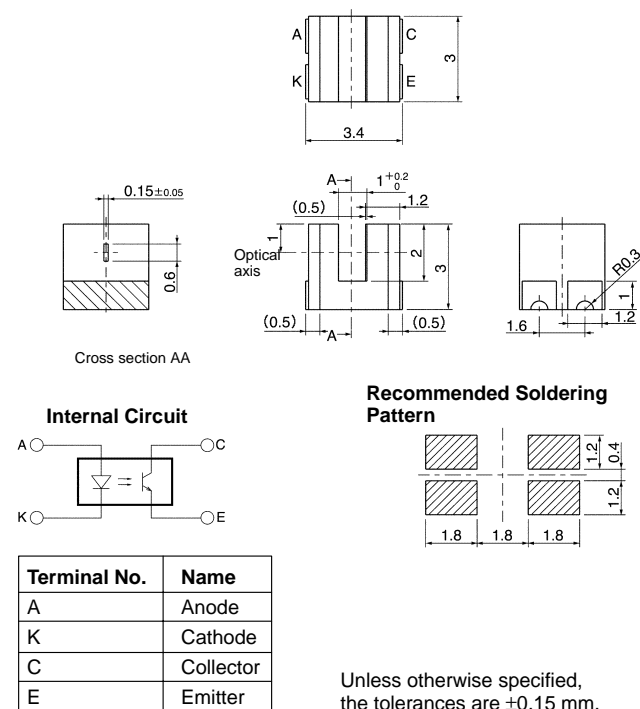 A
C
K
E
3
3.4
0.15±0.05
0.6
Cross section AA
A
1 +0.2 0
(0.5)
1.2
1
Optical
axis
2
3
(0.5)
(0.5)
A
R0.3
1
1.2
1.6
Internal Circuit
A
C
K
E
Recommended Soldering
Pattern
1.2
0.4
1.2
1.8 1.8 1.8
Terminal No. Name
A Anode
K Cathode
C Collector
E Emitter
Unless otherwise specified,
the tolerances are ±0.15 mm.